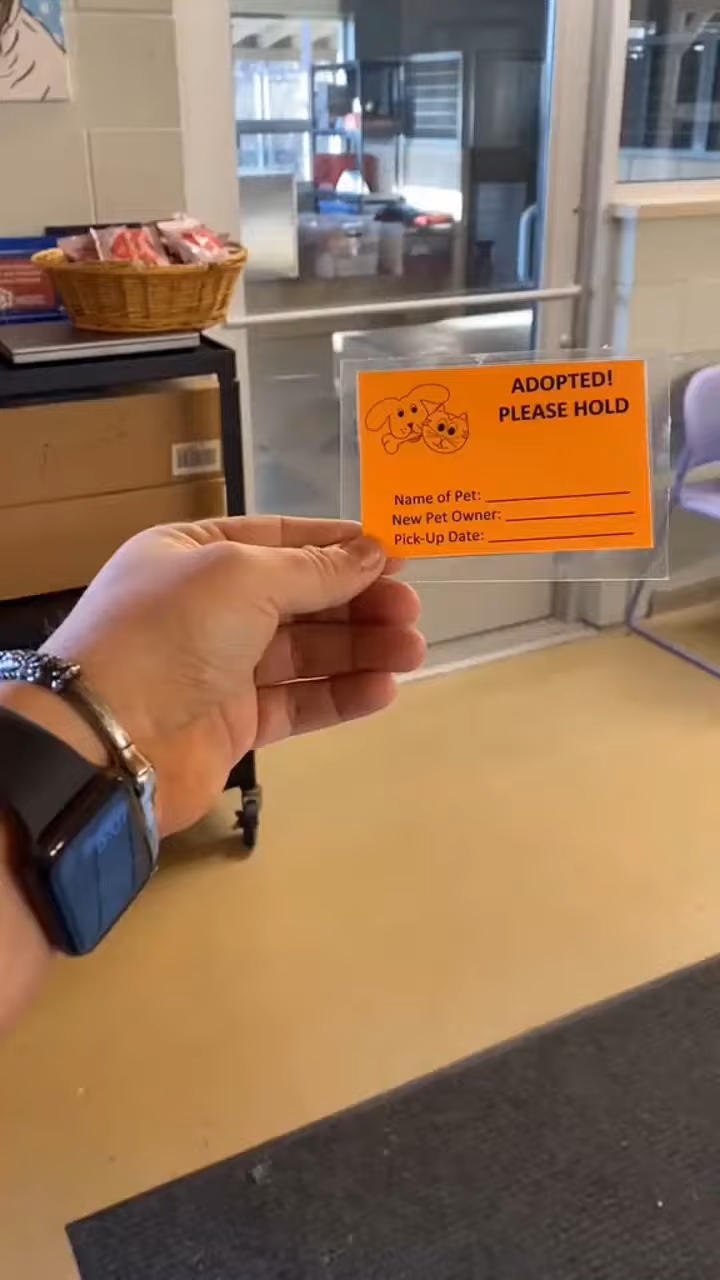 ADOPTED!
PLEASE HOLD
Name of Pet:
New Pet Owner:
Pick-Up Date: